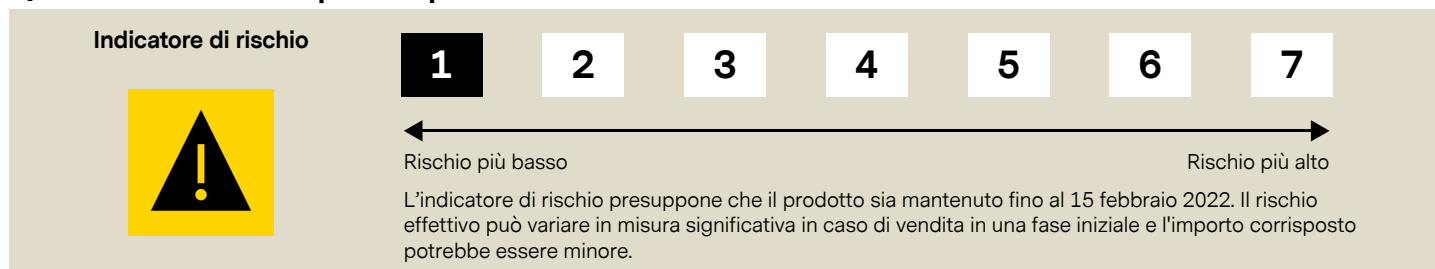 Indicatore di rischio
1 2 3 4 5 6 7
Rischio più basso Rischio più alto
L'indicatore di rischio presuppone che il prodotto sia mantenuto fino al 15 febbraio 2022. Il rischio
effettivo può variare in misura significativa in caso di vendita in una fase iniziale e l'importo corrisposto
potrebbe essere minore.